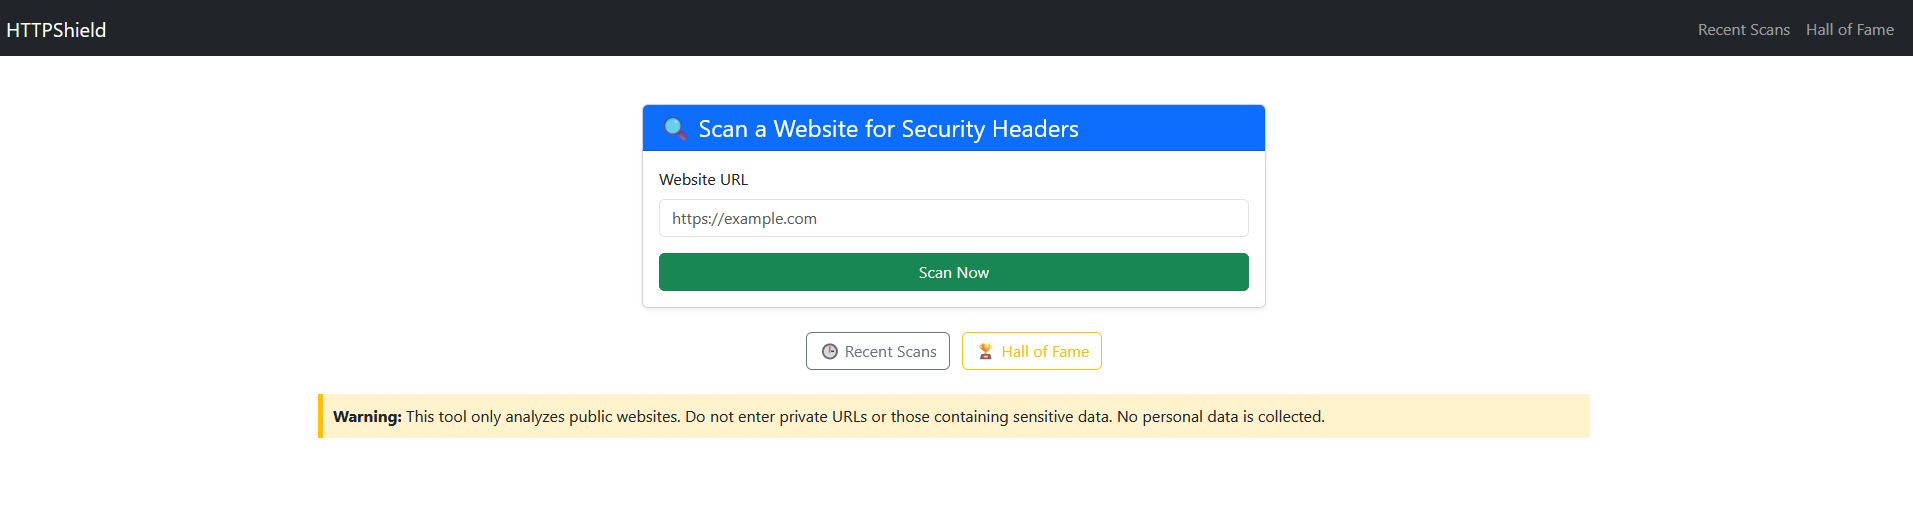 HTTPShield
Recent Scans
Hall of Fame
Scan a Website for Security Headers
Website URL
https://example.com
Scan Now
Recent Scans
Hall of Fame
Warning: This tool only analyzes public websites. Do not enter private URLs or those containing sensitive data. No personal data is collected.